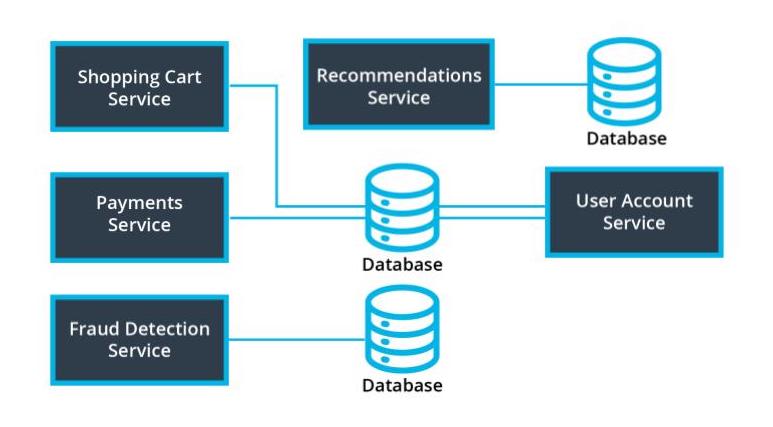 Shopping Cart
Service
Recommendations
Service
Database
Payments
Service
Database
User Account
Service
Fraud Detection
Service
Database